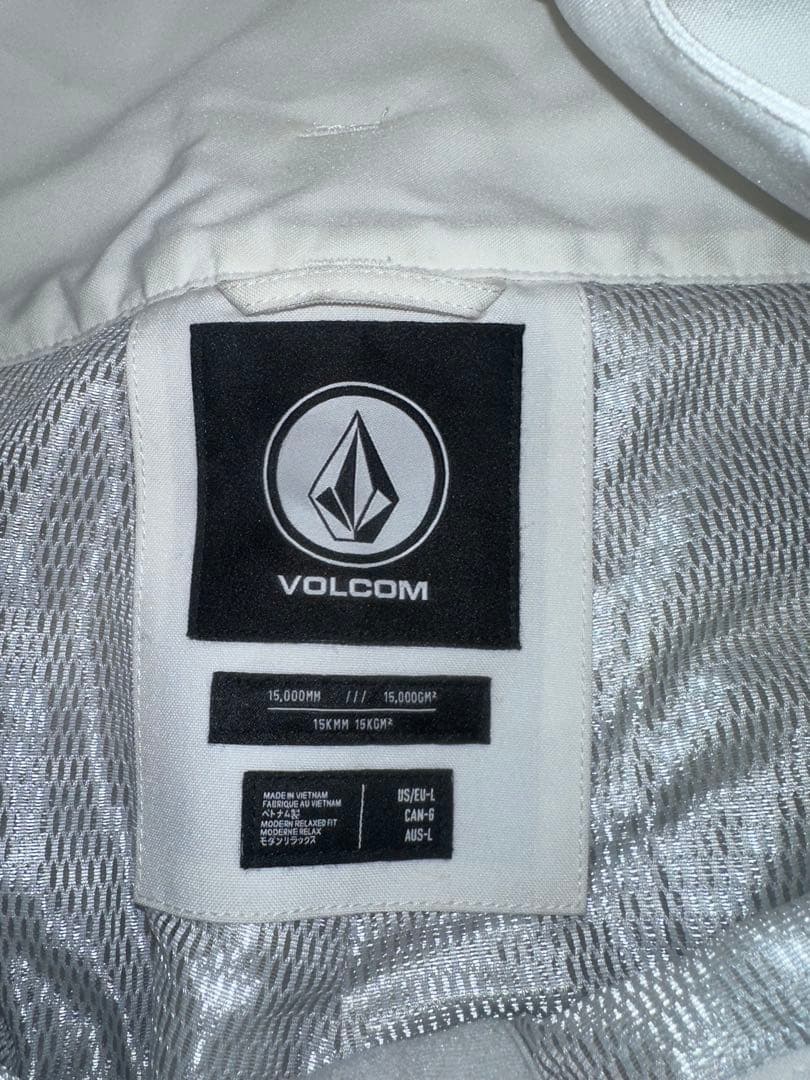 VOLCOM
15,000MM /// 15,000GM²
15KMM 15KGM²
MADE IN VIETNAM
FABRIQUE AU VIETNAM
ベトナム製
MODERN RELAXED FIT
MODERNE RELAX
モダンリラックス
US/EU-L
CAN-G
AUS-L